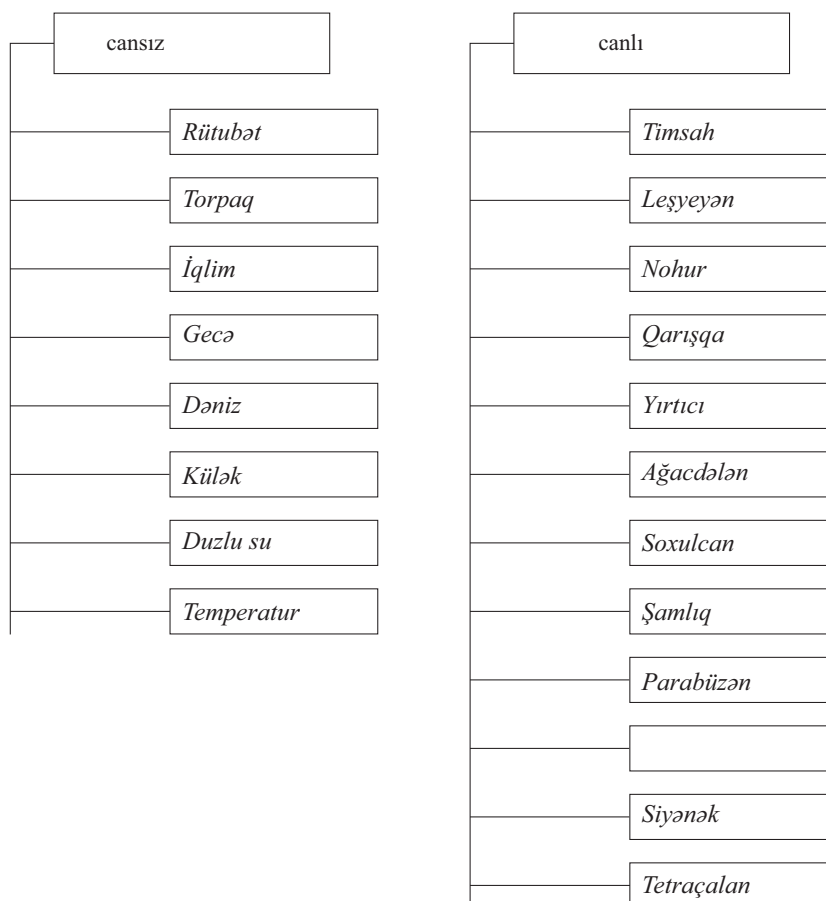 cansız
Rütubət
Torpaq
İqlim
Gecə
Dəniz
Külək
Duzlu su
Temperatur
canlı
Timsah
Leşyeyən
Nohur
Qarışqa
Yırtıcı
Ağacdələn
Soxulcan
Şamlıq
Parabüzən
Siyənək
Tetraçalan